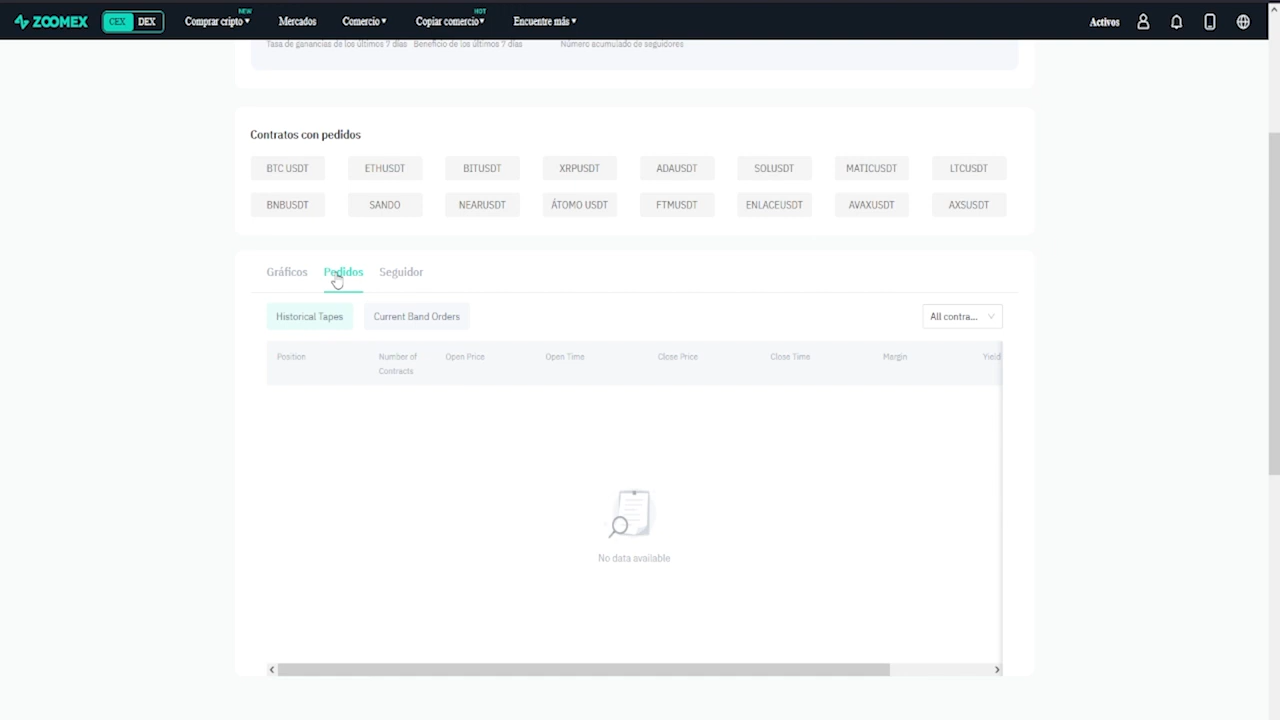 ZOOMEX CEX DEX Comprar cripto NEW Mercados Comercio Copiar comercio HOT Encuentre más Activos
Tasa de ganancias de los últimos 7 días Beneficio de los últimos 7 días Número acumulado de seguidores
Contratos con pedidos
BTC USDT ETHUSDT BITUSDT XRPUSDT ADAUSDT SOLUSDT MATICUSDT LTCUSDT
BNBUSDT SANDO NEARUSDT ÁTOMO USDT FTMUSDT ENLACEUSDT AVAXUSDT AXSUSDT
Gráficos Pedidos Seguidor
Historical Tapes Current Band Orders All contra...
Position Number of Open Price Open Time Close Price Close Time Margin Yield
Contracts
No data available